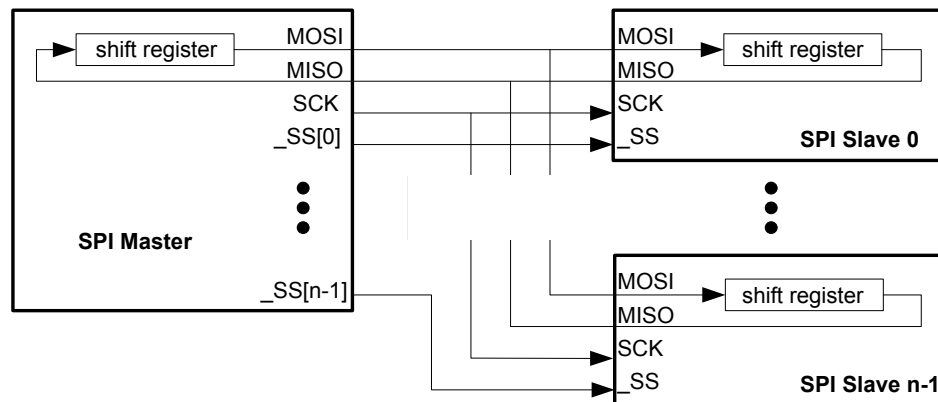 shift register
MOSI
MISO
SCK
_SS[0]
SPI Master
_SS[n-1]
MOSI
shift register
MISO
SCK
_SS
SPI Slave 0
MOSI
shift register
MISO
SCK
_SS
SPI Slave n-1